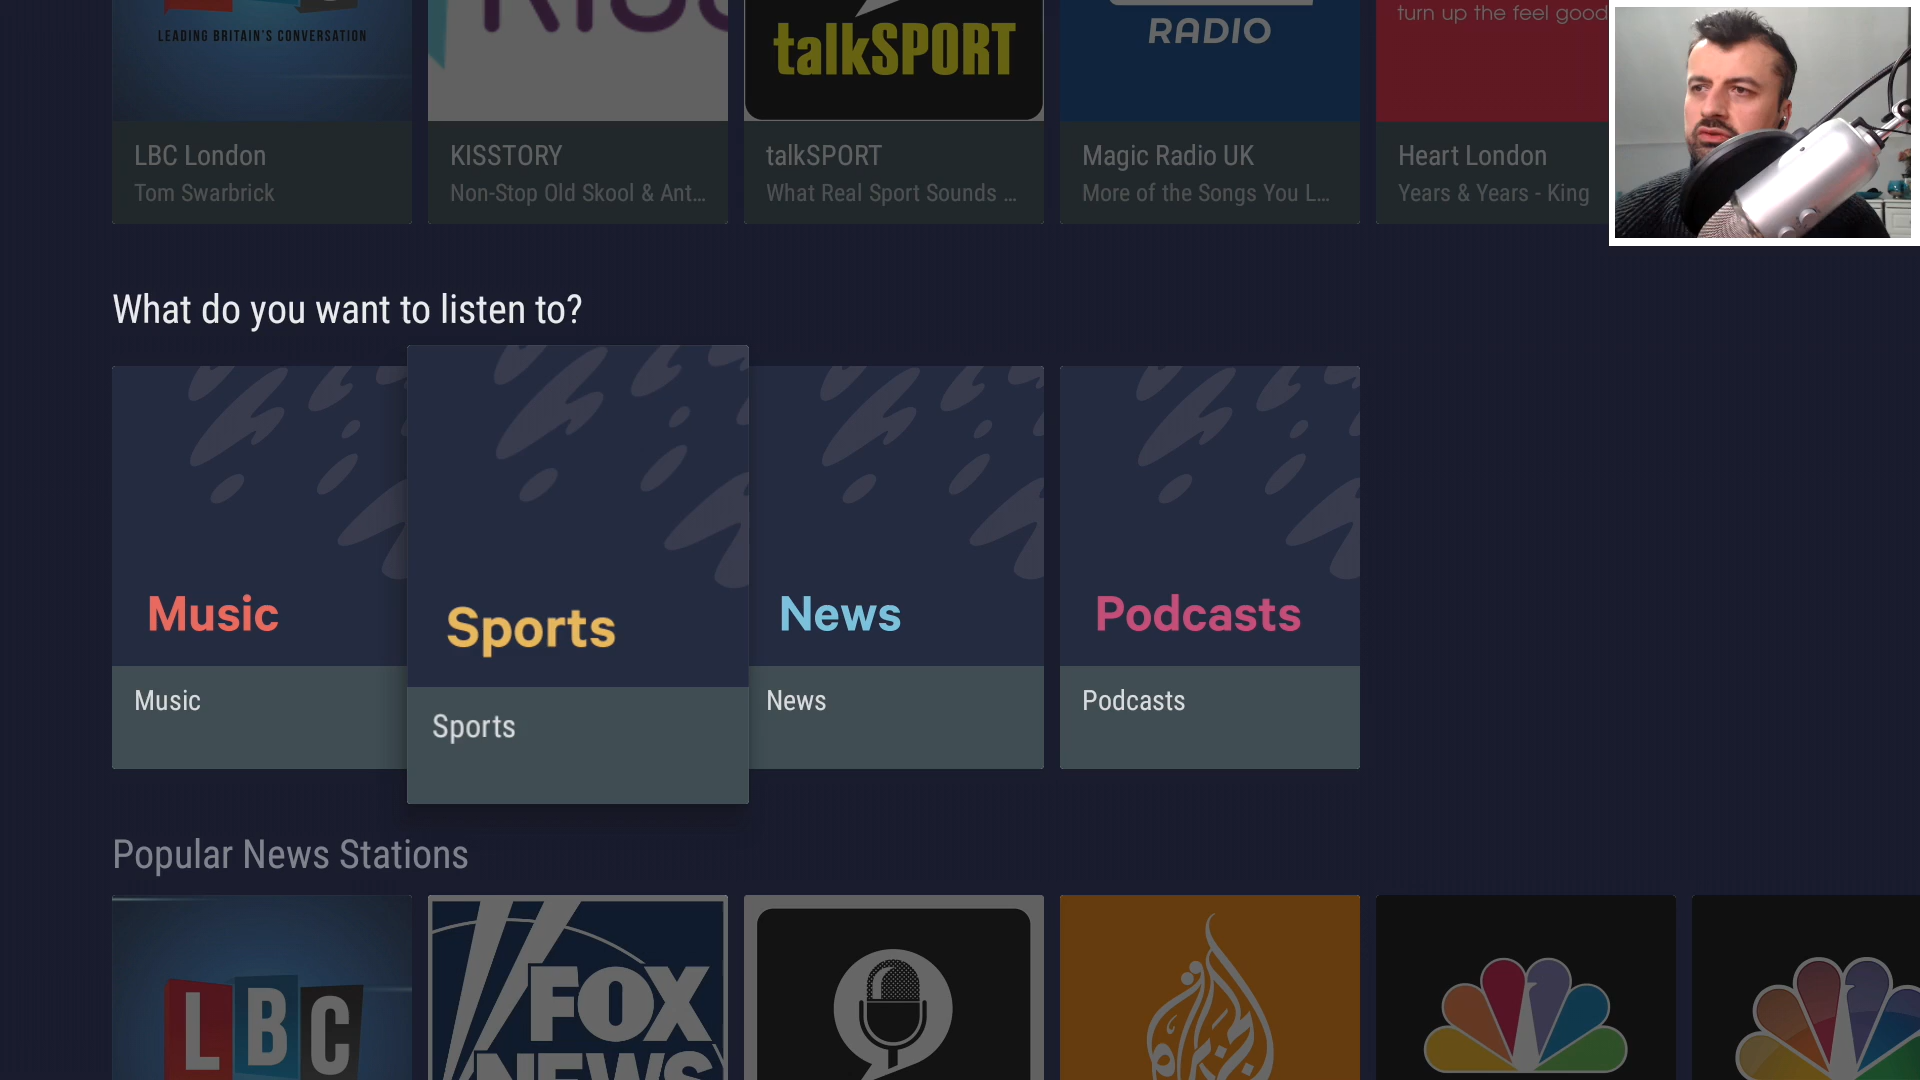 LEADING BRITAIN'S CONVERSATION
talkSPORT
RADIO
turn up the feel good
LBC London
Tom Swarbrick
KISSTORY
Non-Stop Old Skool & Ant...
talkSPORT
What Real Sport Sounds ...
Magic Radio UK
More of the Songs You L...
Heart London
Years & Years - King
What do you want to listen to?
Music
Sports
News
Podcasts
Music
Sports
News
Podcasts
Popular News Stations
LBC
FOX
NEWS